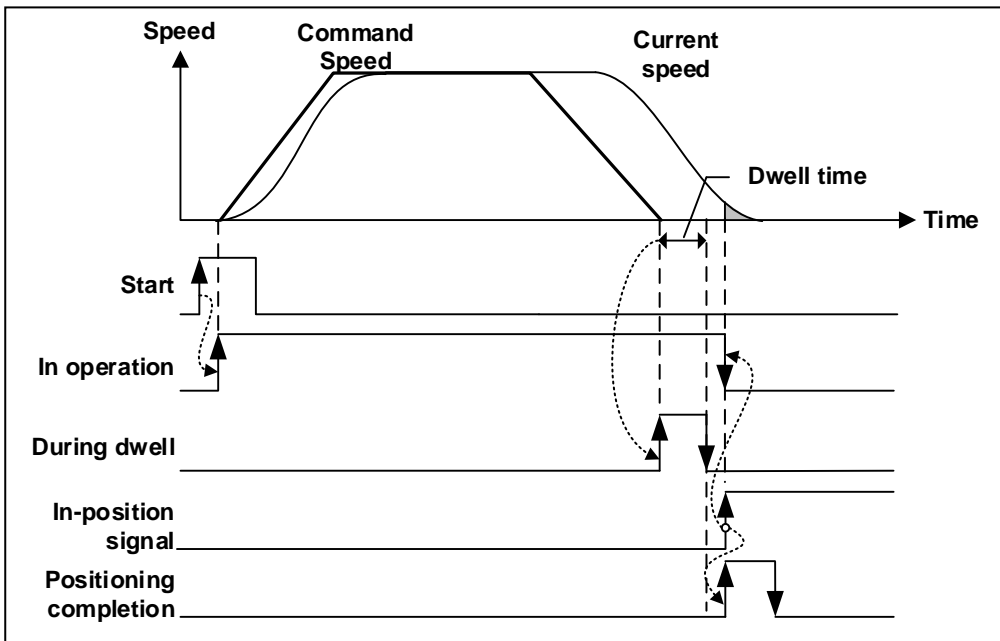 Speed
Command
Speed
Current
speed
Dwell time
Time
Start
In operation
During dwell
In-position
signal
Positioning
completion